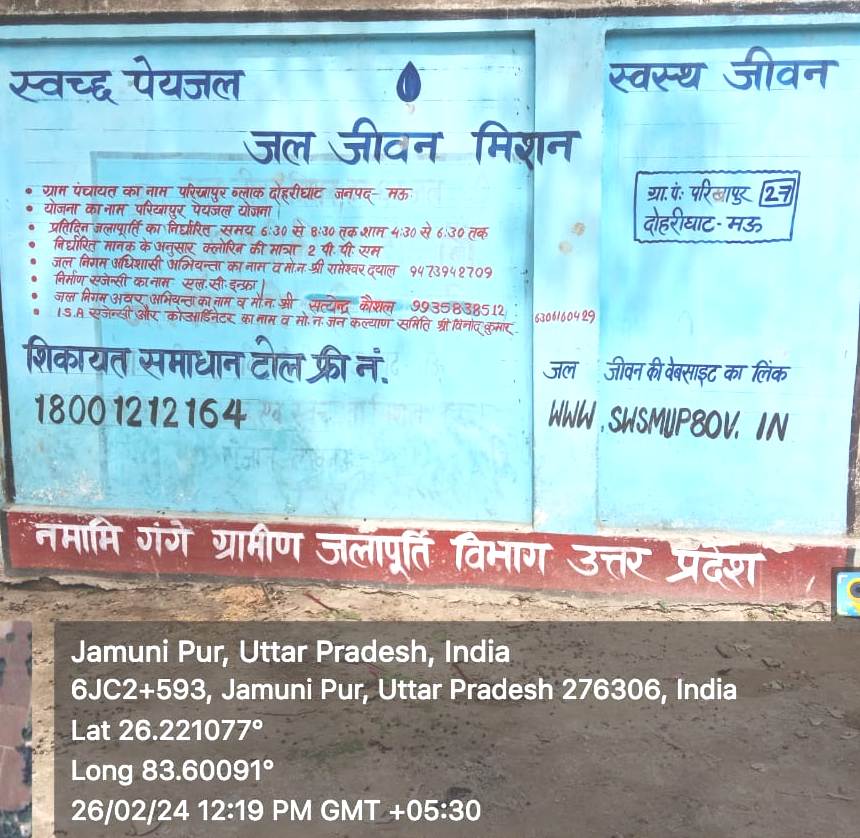 स्वच्छ पेयजल
स्वस्थ जीवन
जल जीवन मिशन
• ग्राम पंचायत का नाम परिखापुर ब्लाक दोहरीघाट जनपद- मऊ
• योजना का नाम परिखापुर पेयजल योजना।
• प्रतिदिन जलापूर्ति का निर्धारित समय 6:30 से 8:30 तक शाम 4:30 से 6:30 तक
• निर्धारित मानक के अनुसार क्लोरिन की मात्रा 2 पी पी एम
• जल निगम अधिशासी अभियन्ता का नाम व मो.न. श्री रामेश्वर दयाल 9473942709
• निर्माण एजेन्सी का नाम एल.सी. इन्फ्रा।
• जल निगम अवर अभियन्ता का नाम व मो.न. श्री सत्येन्द्र कौशल 9935838512
• I.S.A एजेन्सी और कोआर्डिनेटर का नाम व मो.न. जन कल्याण समिति श्री विनोद कुमार 6306160429
ग्रा.पं: परिखापुर 27
दोहरीघाट- मऊ
शिकायत समाधान टोल फ्री नं.
18001212164
जल जीवन की वेबसाइट का लिंक
WWW.SWSMUP8OV. IN
नमामि गंगे ग्रामीण जलापूर्ति विभाग उत्तर प्रदेश
Jamuni Pur, Uttar Pradesh, India
6JC2+593, Jamuni Pur, Uttar Pradesh 276306, India
Lat 26.221077°
Long 83.60091°
26/02/24 12:19 PM GMT +05:30